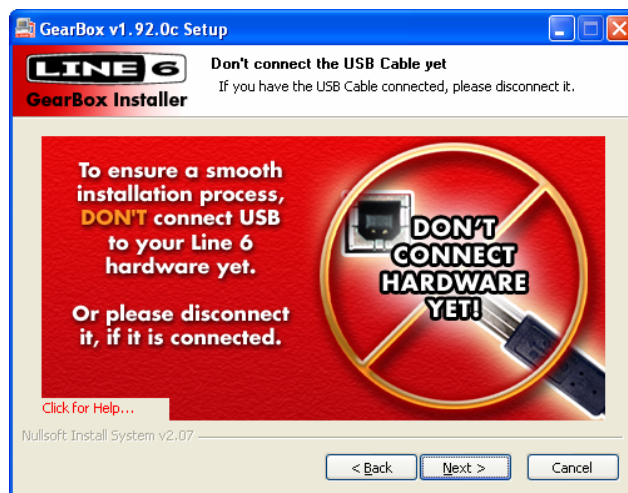 GearBox v1.92.0c Setup
LINE 6
GearBox Installer
Don't connect the USB Cable yet
If you have the USB Cable connected, please disconnect it.
To ensure a smooth
installation process,
DON'T connect USB
to your Line 6
hardware yet.
Or please disconnect
it, if it is connected.
DON'T
CONNECT
HARDWARE
YET!
Click for Help...
Nullsoft Install System v2.07
< Back
Next >
Cancel